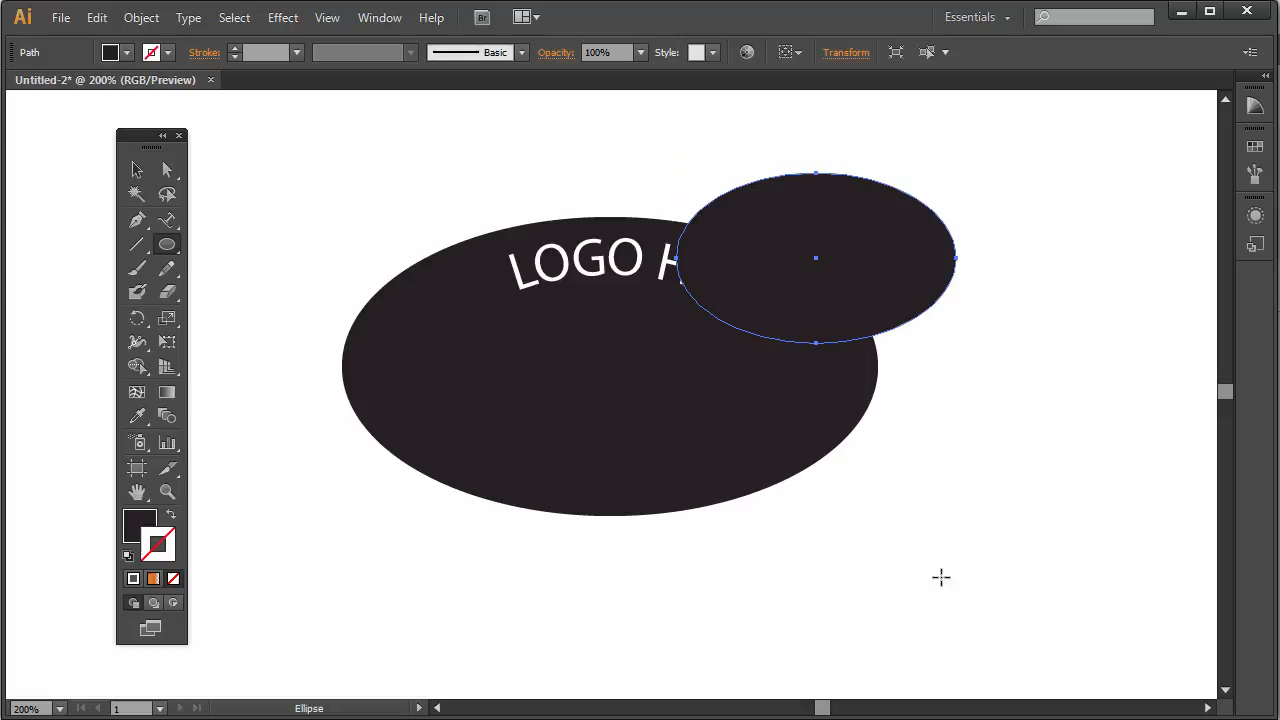 Ai File Edit Object Type Select Effect View Window Help Br Essentials
Path Stroke: Basic Opacity: 100% Style: Transform
Untitled-2* @ 200% (RGB/Preview)
LOGO H
200% 1 Ellipse